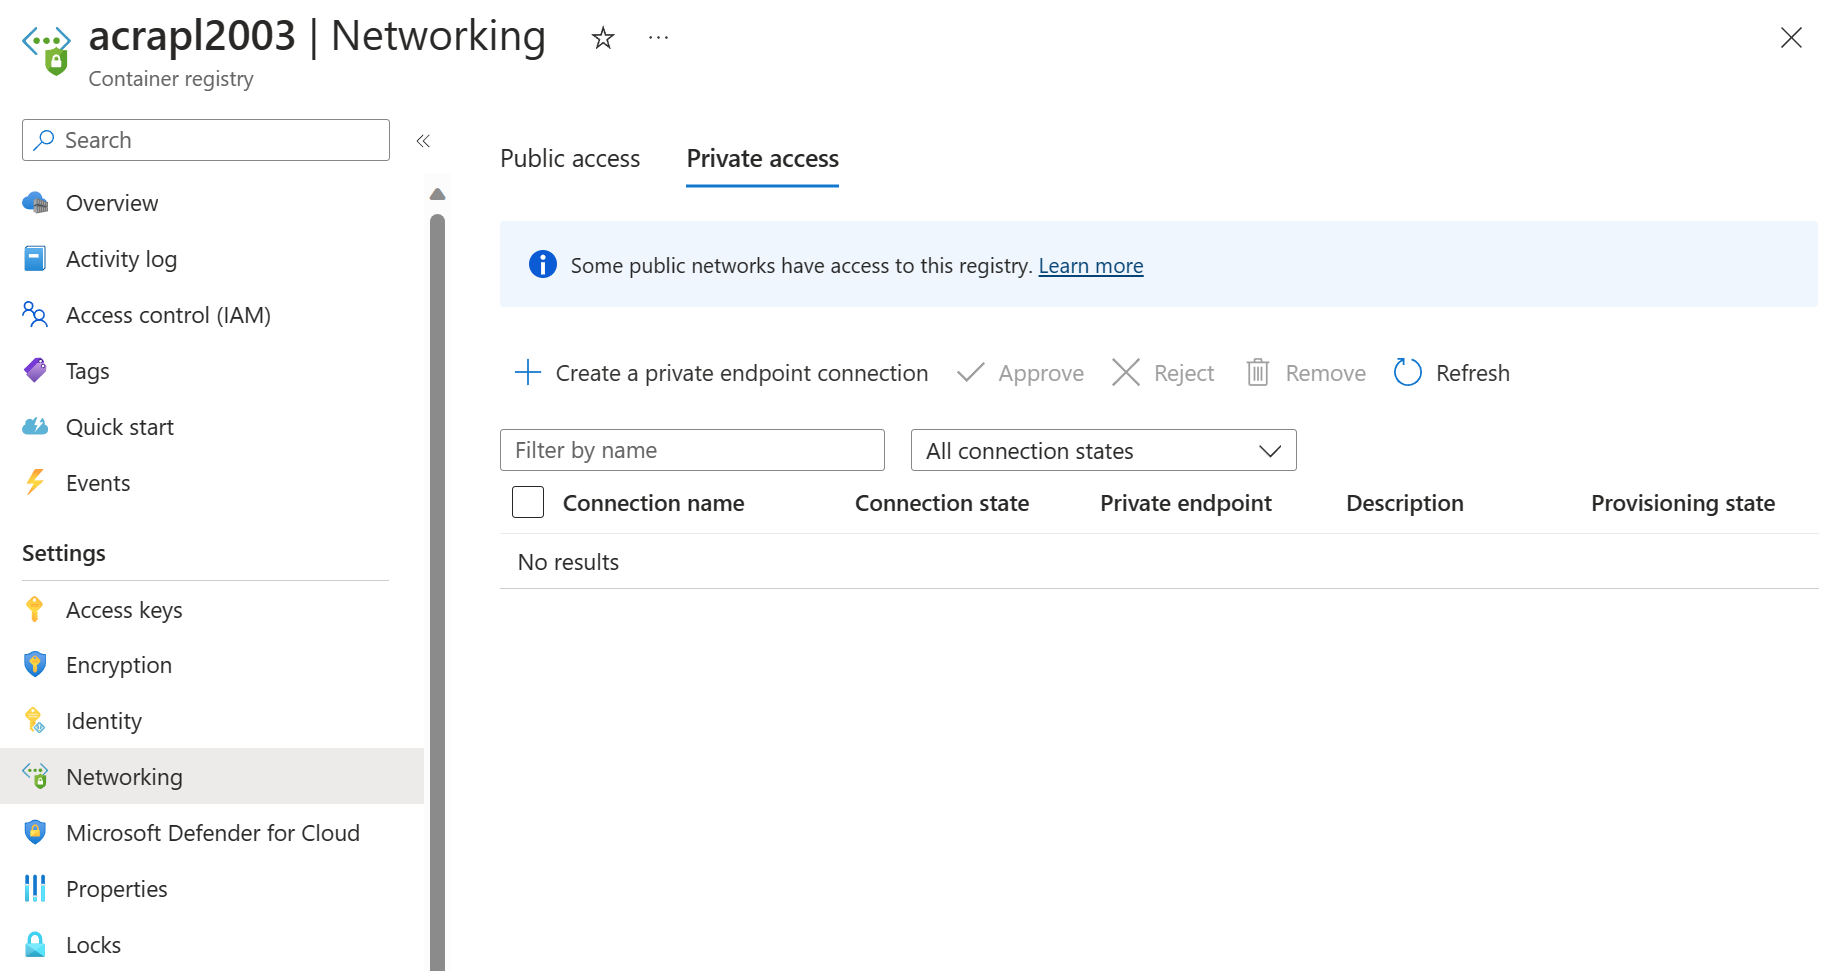 acrapl2003 | Networking
Container registry
Search
Overview
Activity log
Access control (IAM)
Tags
Quick start
Events
Settings
Access keys
Encryption
Identity
Networking
Microsoft Defender for Cloud
Properties
Locks
Public access
Private access
Some public networks have access to this registry. Learn more
Create a private endpoint connection
Approve
Reject
Remove
Refresh
Filter by name
All connection states
Connection name
Connection state
Private endpoint
Description
Provisioning state
No results